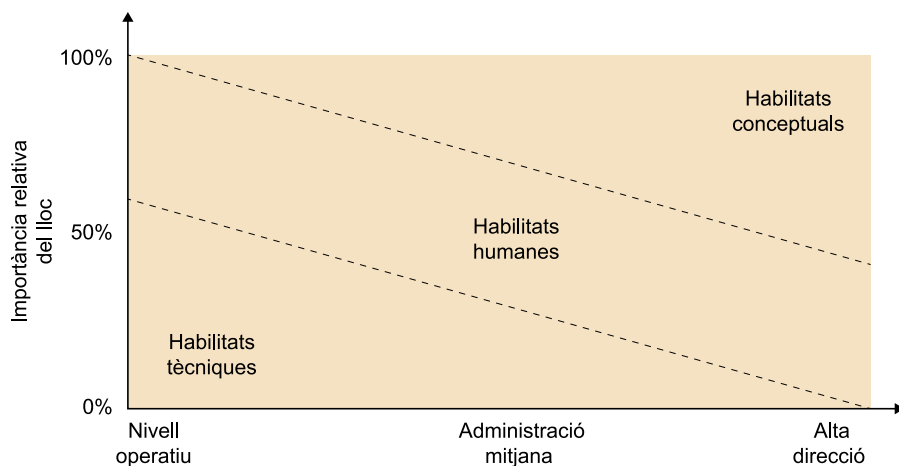 100%
50%
0%
Importància relativa
del lloc
Habilitats
conceptuals
Habilitats
humanes
Habilitats
tècniques
Nivell
operatiu
Administració
mitjana
Alta
direcció